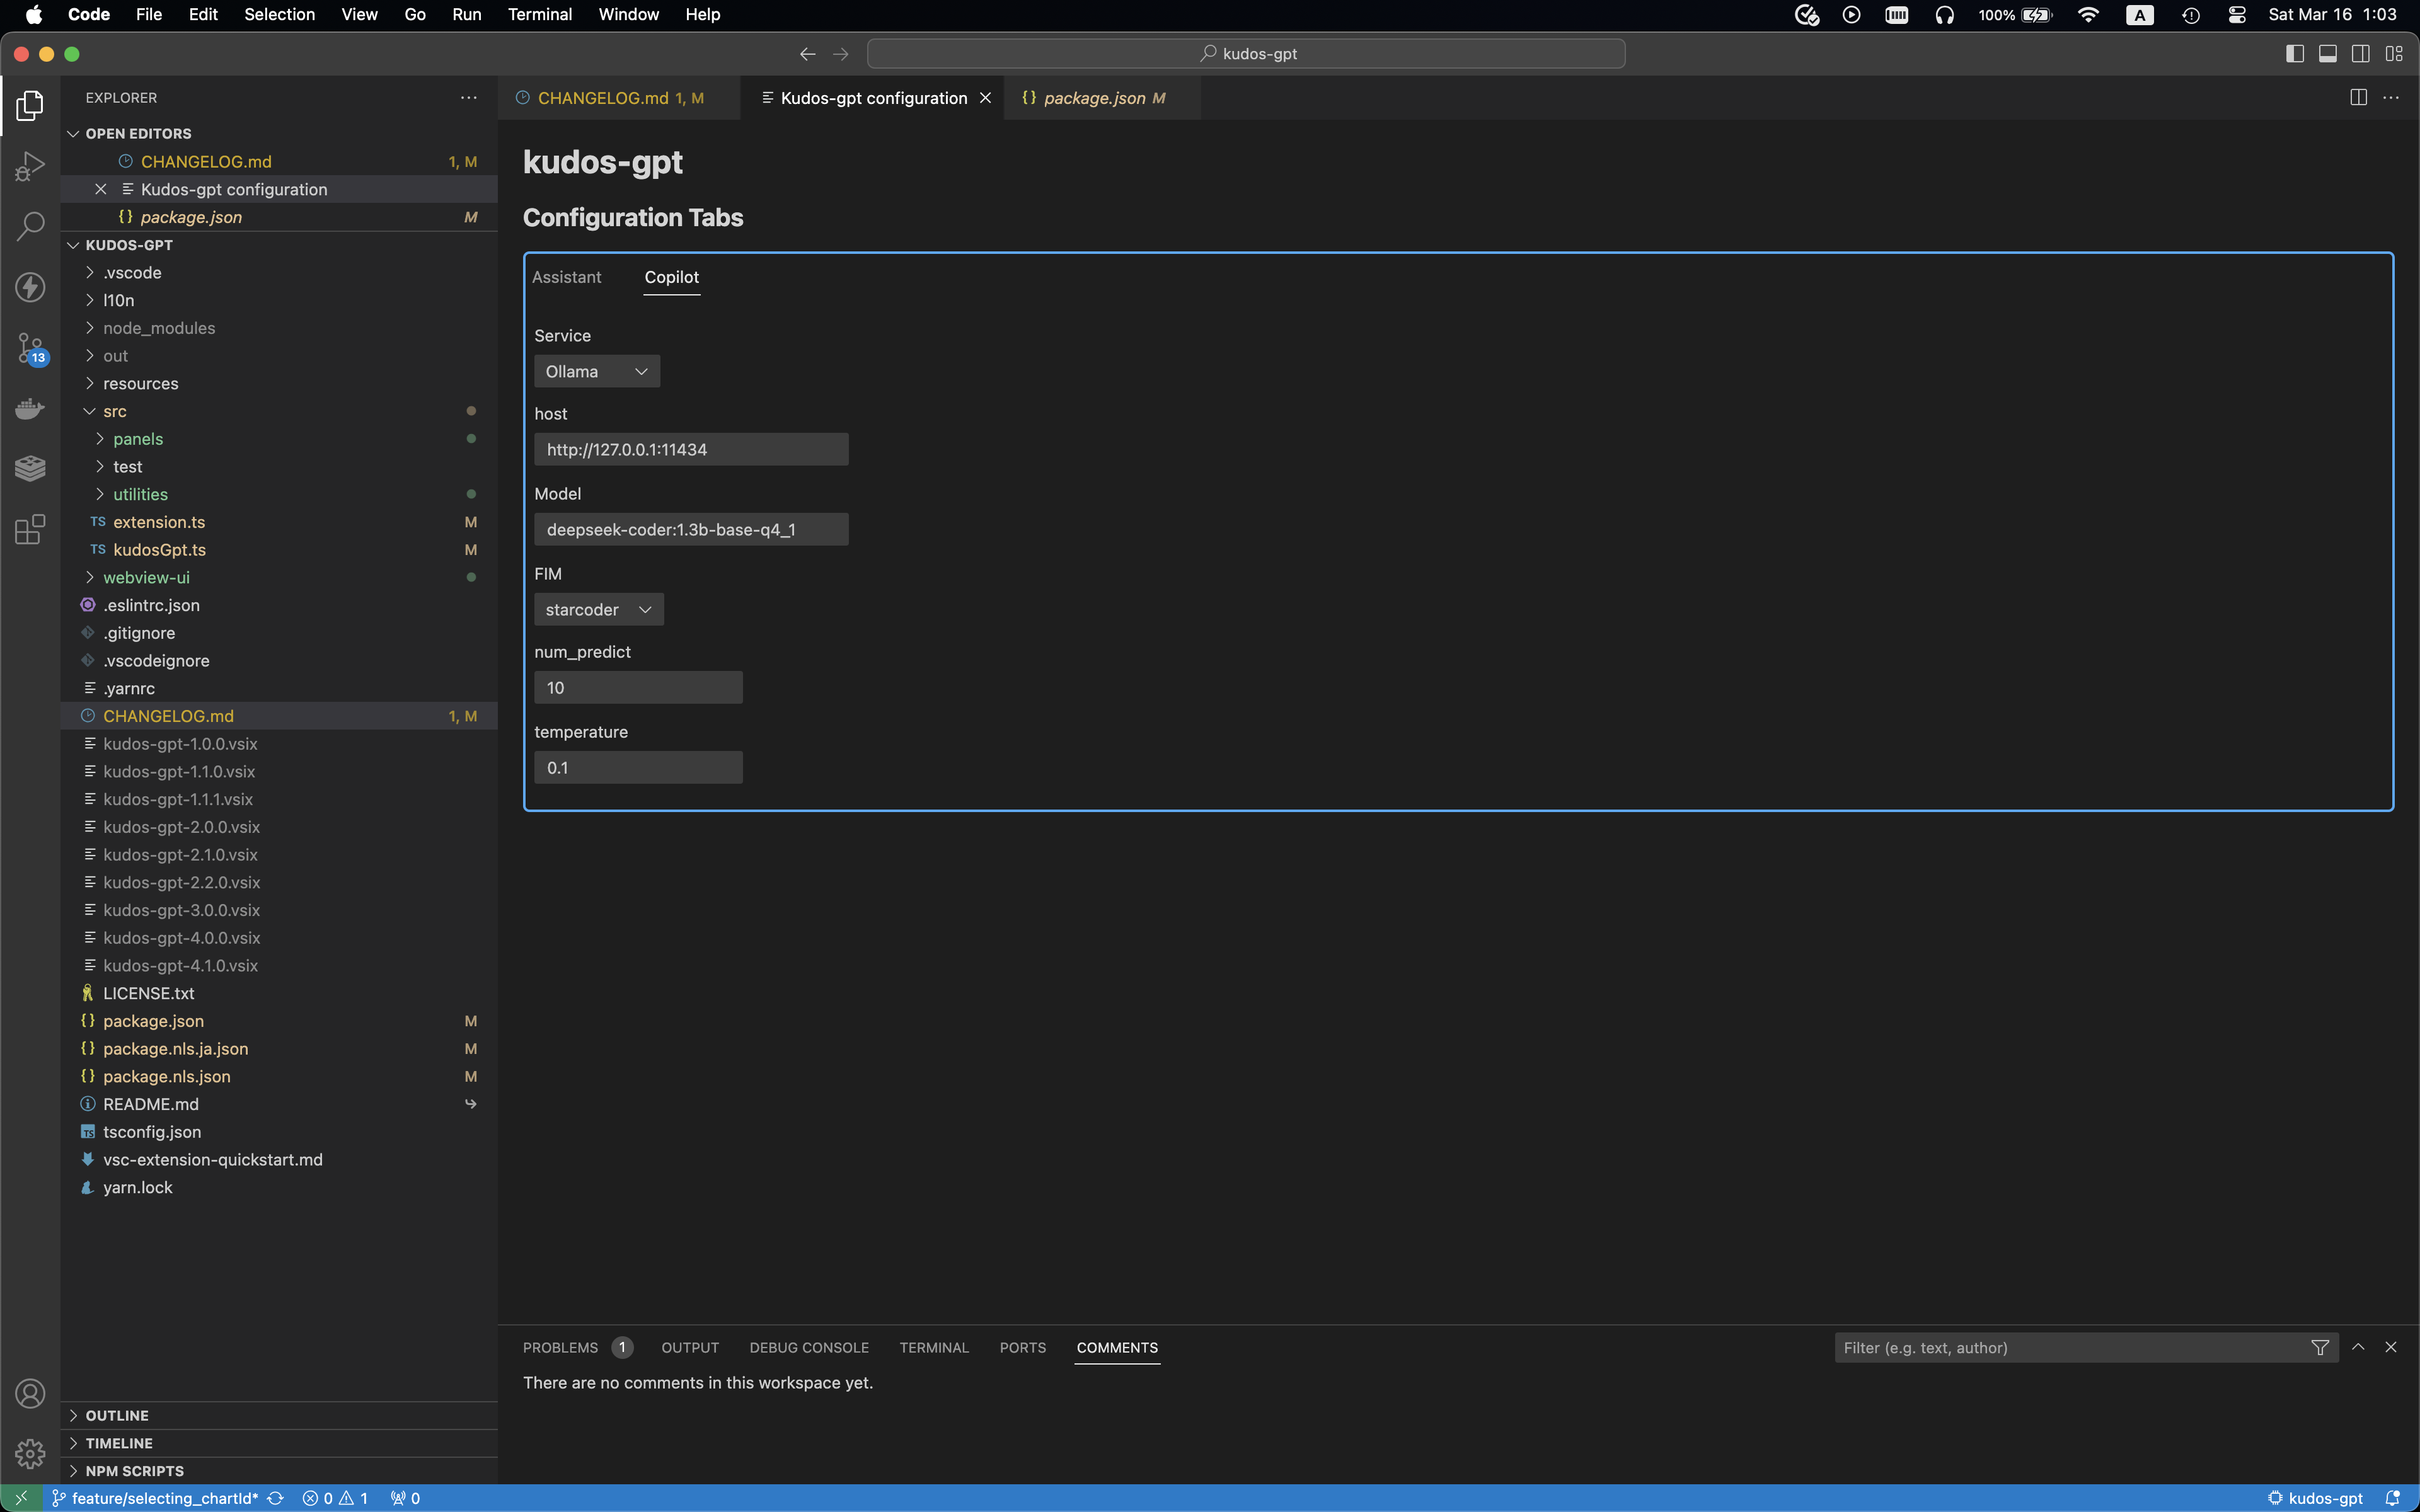 Code File Edit Selection View Go Run Terminal Window Help
100% A Sat Mar 16 1:03
kudos-gpt
EXPLORER
OPEN EDITORS
CHANGELOG.md 1, M
Kudos-gpt configuration
package.json M
KUDOS-GPT
.vscode
l10n
node_modules
out
resources
src
panels
test
utilities
TS extension.ts M
TS kudosGpt.ts M
webview-ui
.eslintrc.json
.gitignore
.vscodeignore
.yarnrc
CHANGELOG.md 1, M
kudos-gpt-1.0.0.vsix
kudos-gpt-1.1.0.vsix
kudos-gpt-1.1.1.vsix
kudos-gpt-2.0.0.vsix
kudos-gpt-2.1.0.vsix
kudos-gpt-2.2.0.vsix
kudos-gpt-3.0.0.vsix
kudos-gpt-4.0.0.vsix
kudos-gpt-4.1.0.vsix
LICENSE.txt
{} package.json M
{} package.nls.ja.json M
{} package.nls.json M
README.md
TS tsconfig.json
vsc-extension-quickstart.md
yarn.lock
OUTLINE
TIMELINE
NPM SCRIPTS
13
CHANGELOG.md 1, M Kudos-gpt configuration {} package.json M
kudos-gpt
Configuration Tabs
Assistant Copilot
Service
Ollama
host
http://127.0.0.1:11434
Model
deepseek-coder:1.3b-base-q4_1
FIM
starcoder
num_predict
10
temperature
0.1
PROBLEMS 1 OUTPUT DEBUG CONSOLE TERMINAL PORTS COMMENTS
Filter (e.g. text, author)
There are no comments in this workspace yet.
feature/selecting_chartId* 0 1 0 kudos-gpt